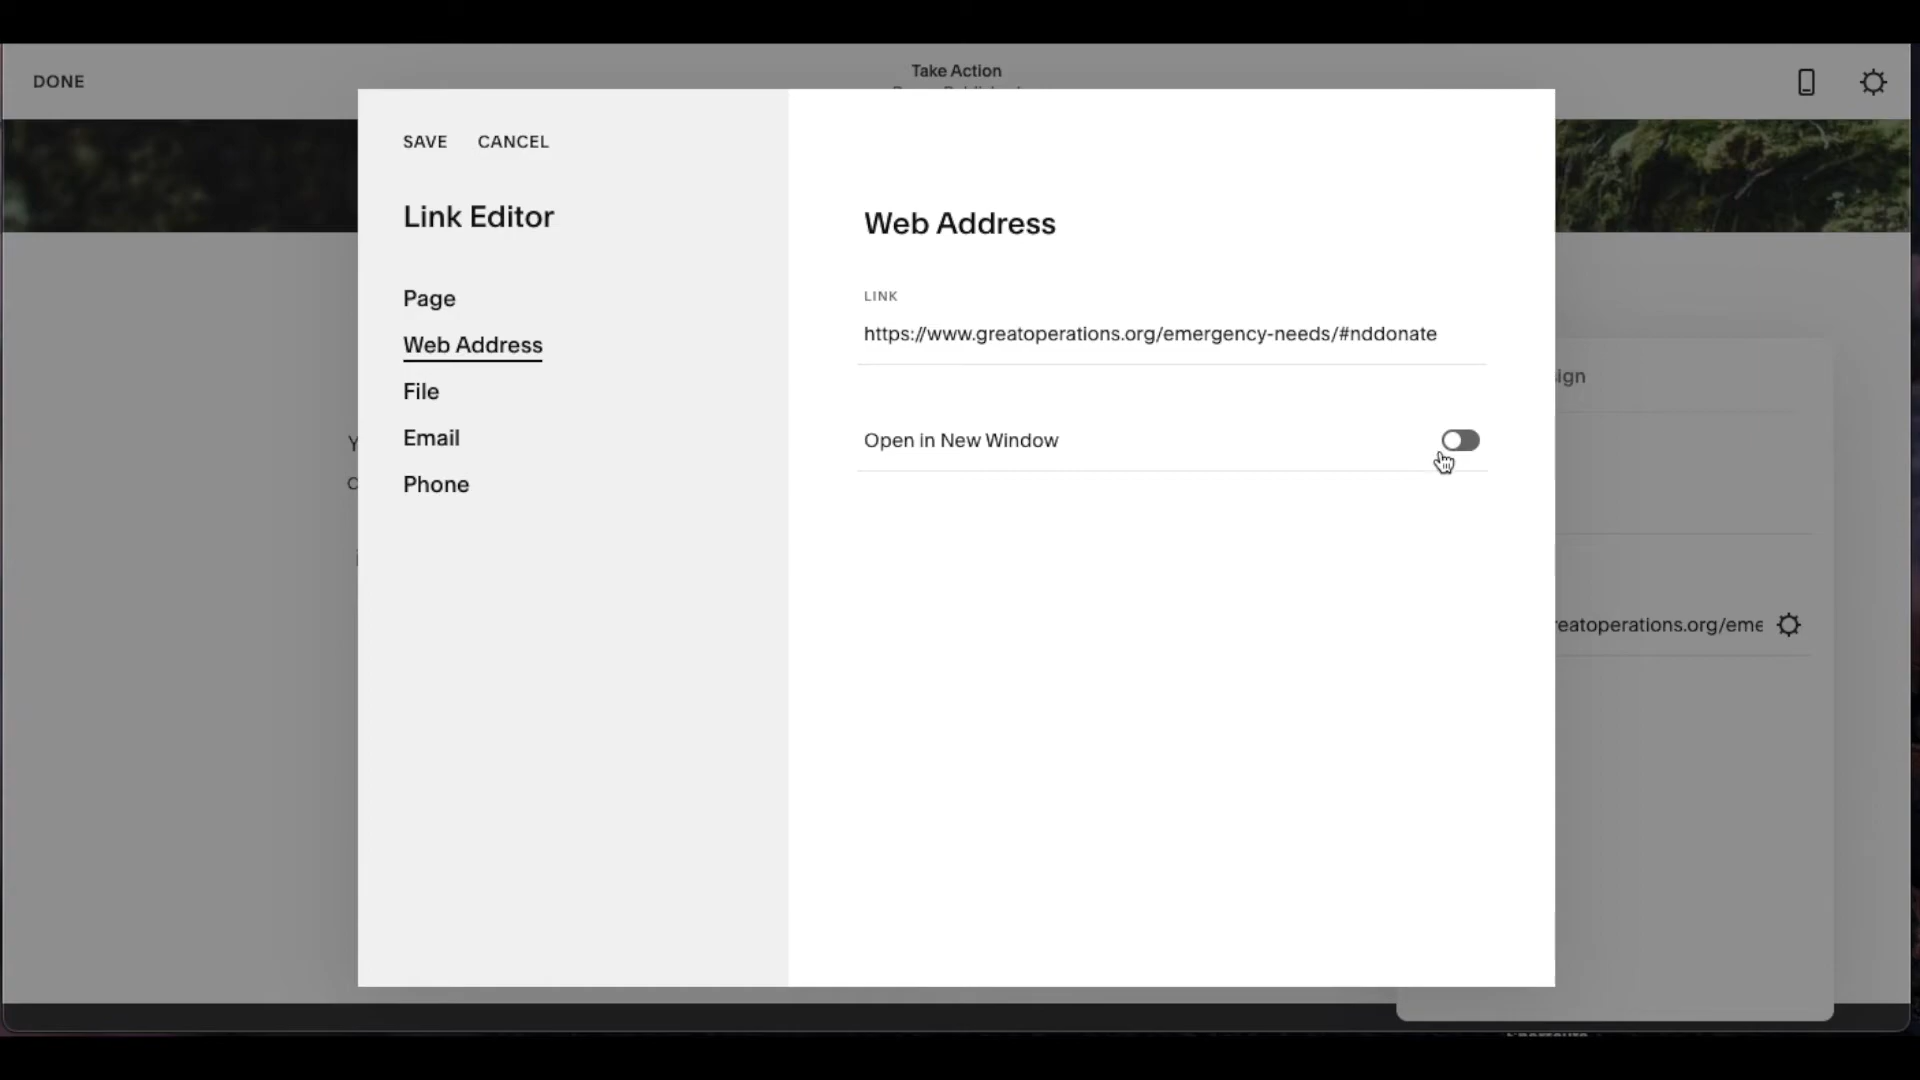 DONE
Take Action
SAVE CANCEL
Link Editor
Page
Web Address
File
Email
Phone
Web Address
LINK
https://www.greatoperations.org/emergency-needs/#nddonate
Open in New Window
ign
reatoperations.org/eme